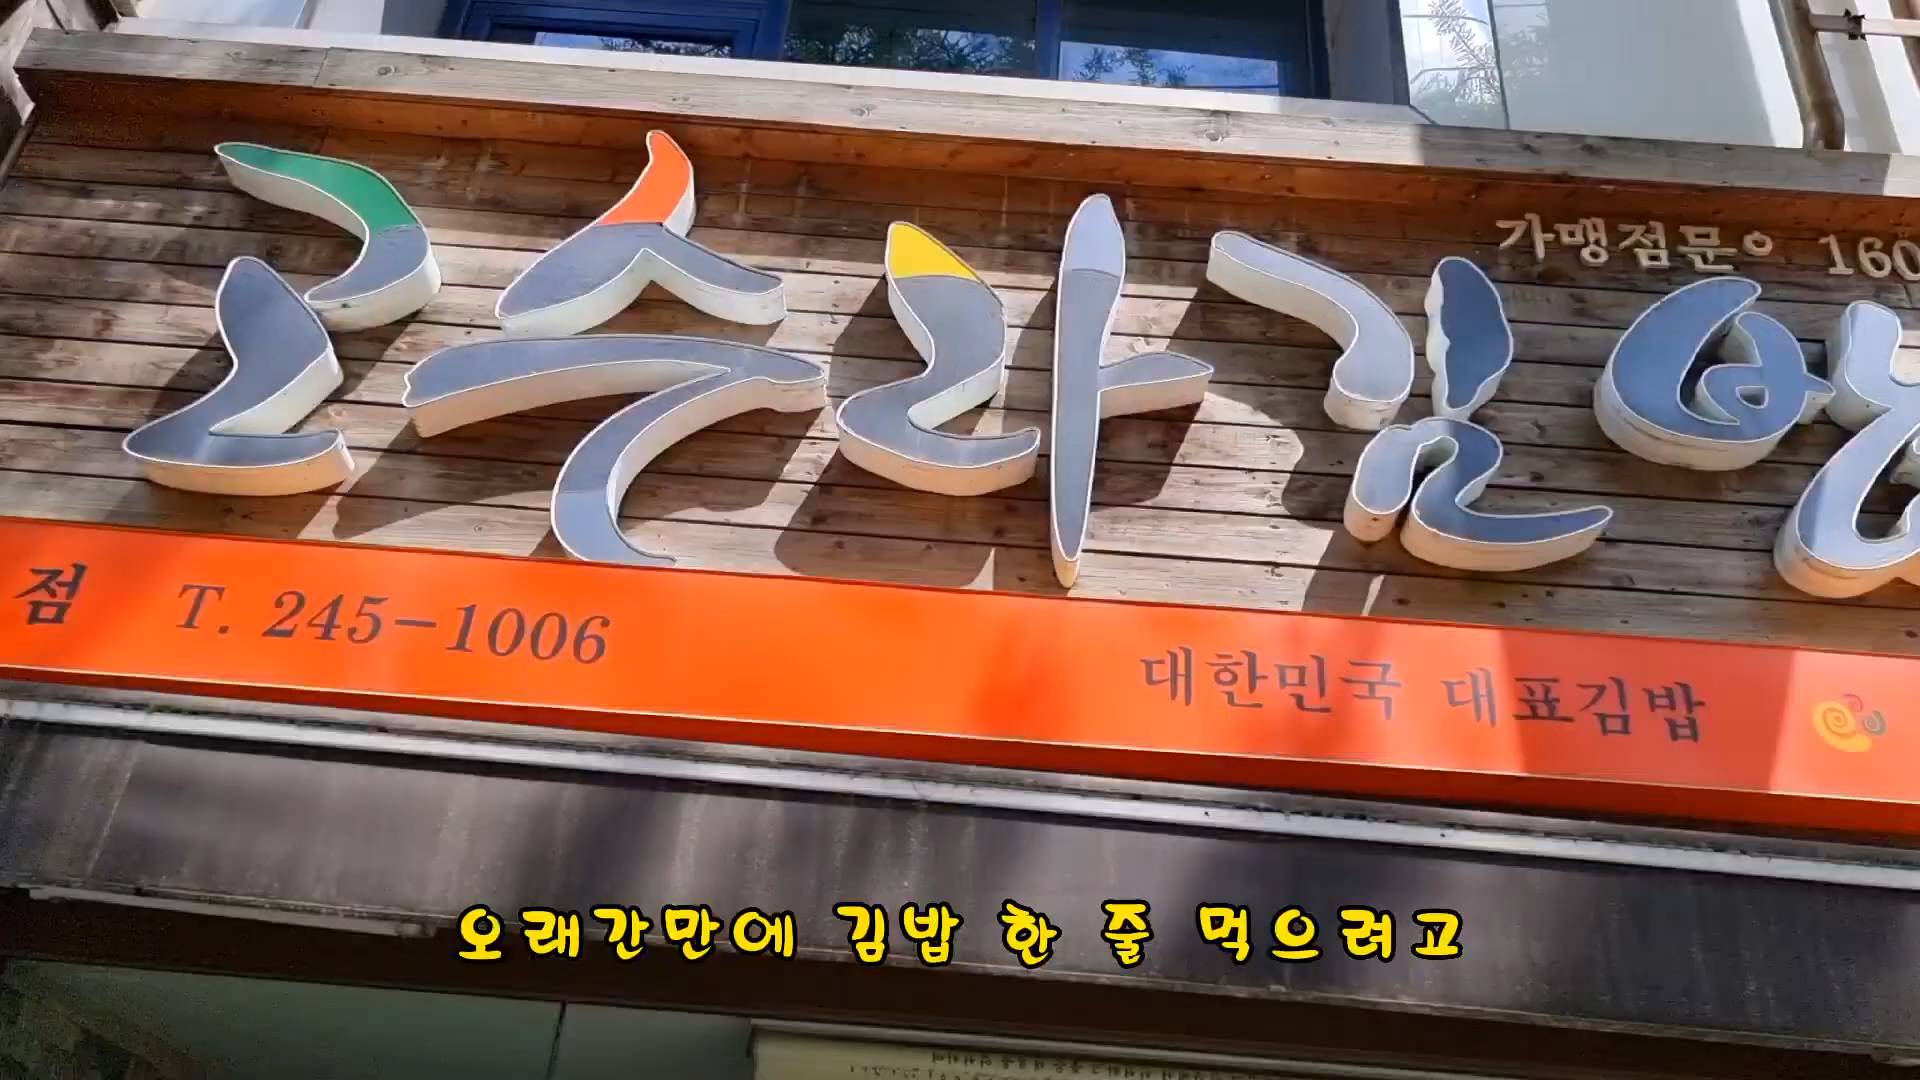 고수라김밥
가맹점문의 160
점 T. 245-1006
대한민국 대표김밥
오래간만에 김밥 한 줄 먹으려고